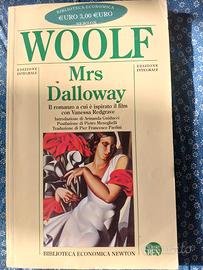 BIBLIOTECA ECONOMICA
€URO 3,00 €URO
NEWTON
WOOLF
EDIZIONE INTEGRALE
EDIZIONE INTEGRALE
Mrs
Dalloway
Il romanzo a cui è ispirato il film
con Vanessa Redgrave
Introduzione di Armanda Guiducci
Postfazione di Pietro Meneghelli
Traduzione di Pier Francesco Paolini
BIBLIOTECA ECONOMICA NEWTON
BEN